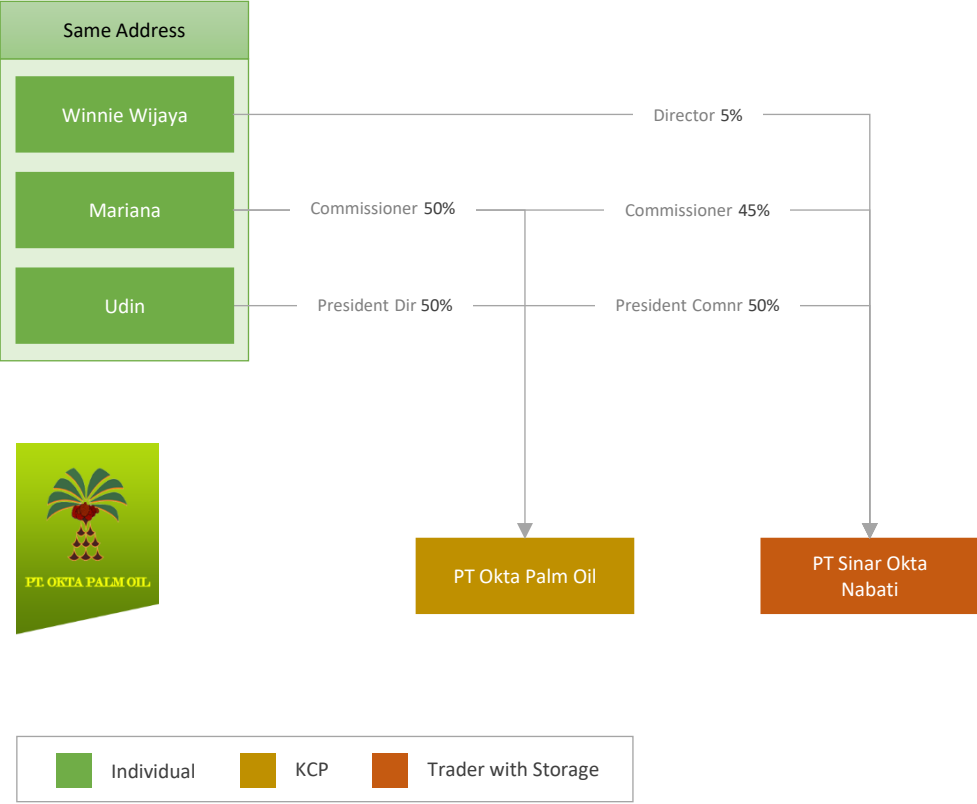 Same Address
Winnie Wijaya
Director 5%
Mariana
Commissioner 50%
Commissioner 45%
Udin
President Dir 50%
President Comnr 50%
PT. OKTA PALM OIL
PT Okta Palm Oil
PT Sinar Okta
Nabati
Individual
KCP
Trader with Storage